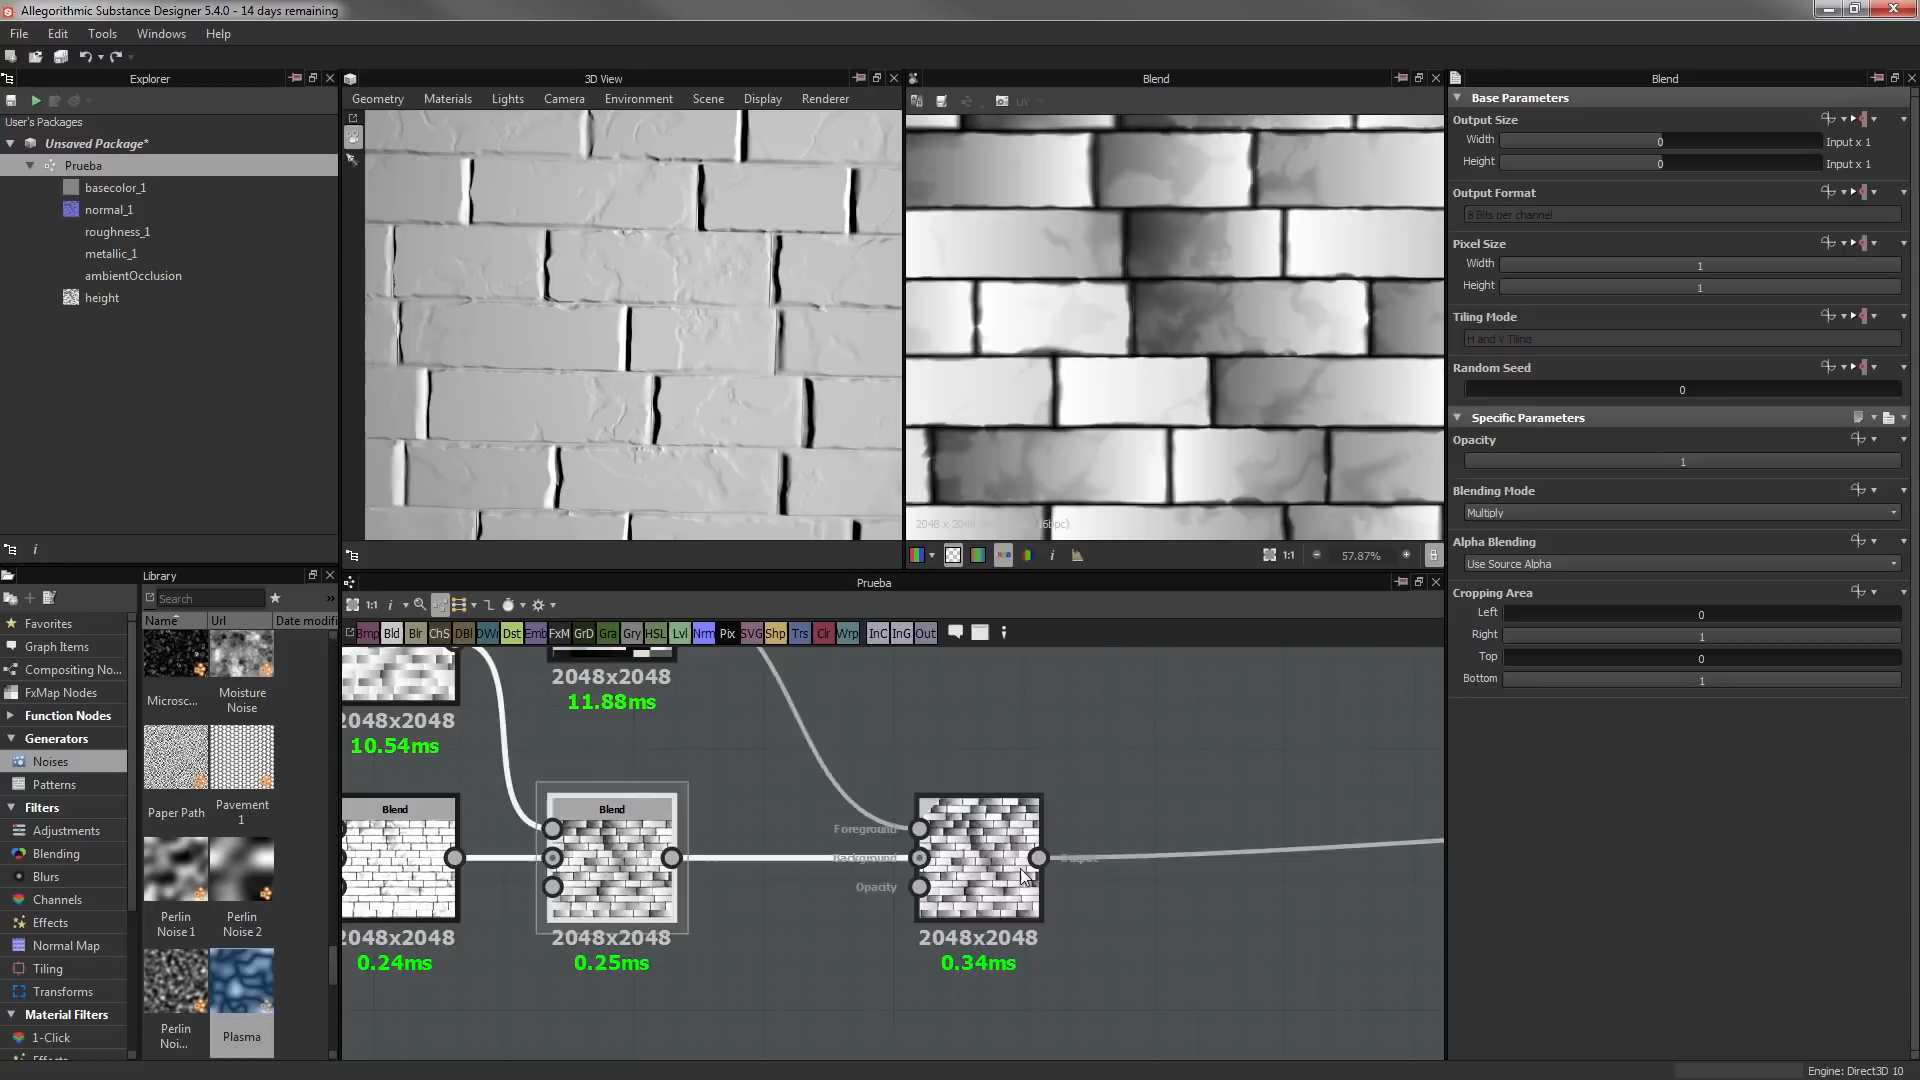 Allegorithmic Substance Designer 5.4.0 - 14 days remaining
File Edit Tools Windows Help
Explorer
User's Packages
Unsaved Package*
Prueba
basecolor_1
normal_1
roughness_1
metallic_1
ambientOcclusion
height
3D View
Geometry Materials Lights Camera Environment Scene Display Renderer
Blend
UV
2048 x 2048
1:1 57.87%
Blend
Base Parameters
Output Size
Width 0 Input x 1
Height 0 Input x 1
Output Format
8 Bits per channel
Pixel Size
Width 1
Height 1
Tiling Mode
H and V Tiling
Random Seed
0
Specific Parameters
Opacity
1
Blending Mode
Multiply
Alpha Blending
Use Source Alpha
Cropping Area
Left 0
Right 1
Top 0
Bottom 1
Library
Search
Name Url Date modifi
Favorites
Graph Items
Compositing No...
FxMap Nodes
Function Nodes
Generators
Noises
Patterns
Filters
Adjustments
Blending
Blurs
Channels
Effects
Normal Map
Tiling
Transforms
Material Filters
1-Click
Effects
Microsc...
Moisture Noise
Paper Path
Pavement 1
Perlin Noise 1
Perlin Noise 2
Perlin Noi...
Plasma
Prueba
1:1
Bmp Bld Blr ChS DBl DWr Dst Emb FxM GrD Gra Gry HSL Lvl Nrm Pix SVG Shp Trs Clr Wrp InC InG Out
2048x2048
11.88ms
2048x2048
10.54ms
Blend
2048x2048
0.24ms
Blend
2048x2048
0.25ms
Foreground
Background
Opacity
Output
2048x2048
0.34ms
Engine: Direct3D 10